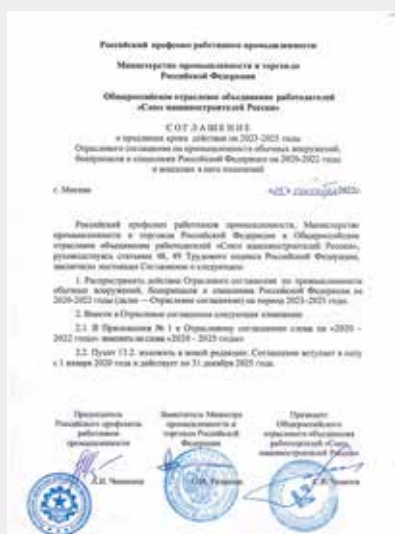 Российский профсоюз работников промышленности
Министерство промышленности и торговли
Российской Федерации
Общероссийское отраслевое объединение работодателей
«Союз машиностроителей России»
СОГЛАШЕНИЕ
о продлении срока действия на 2023-2025 годы
Отраслевого соглашения по промышленности обычных вооружений,
боеприпасов и спецхимии Российской Федерации на 2020-2022 годы
и внесении в него изменений
г. Москва 2022г.
Российский профсоюз работников промышленности, Министерство
промышленности и торговли Российской Федерации и Общероссийское
отраслевое объединение работодателей «Союз машиностроителей России»,
руководствуясь статьями 48, 49 Трудового кодекса Российской Федерации,
заключили настоящее Соглашение о следующем:
1. Распространить действие Отраслевого соглашения по промышленности
обычных вооружений, боеприпасов и спецхимии Российской Федерации на
2020-2022 годы (далее — Отраслевое соглашение) на период 2023-2025 годов.
2. Внести в Отраслевое соглашение следующие изменения:
2.1. В Приложении № 1 к Отраслевому соглашению слова на «2020 -
2022 годы» заменить на слова «2020 - 2025 годы»
2.2. Пункт 13.2. изложить в новой редакции: Соглашение вступает в силу
с 1 января 2020 года и действует по 31 декабря 2025 года.
Председатель
Российского профсоюза
работников
промышленности
Заместитель Министра
промышленности и
торговли Российской
Федерации
Президент
Общероссийского
отраслевого объединения
работодателей «Союз
машиностроителей России»